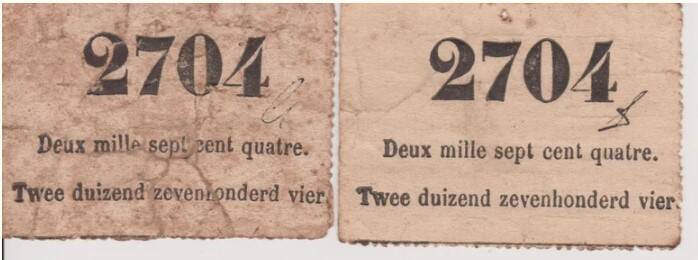 2704
Deux mille sept cent quatre.
Twee duizend zevenhonderd vier.
2704
Deux mille sept cent quatre.
Twee duizend zevenhonderd vier.